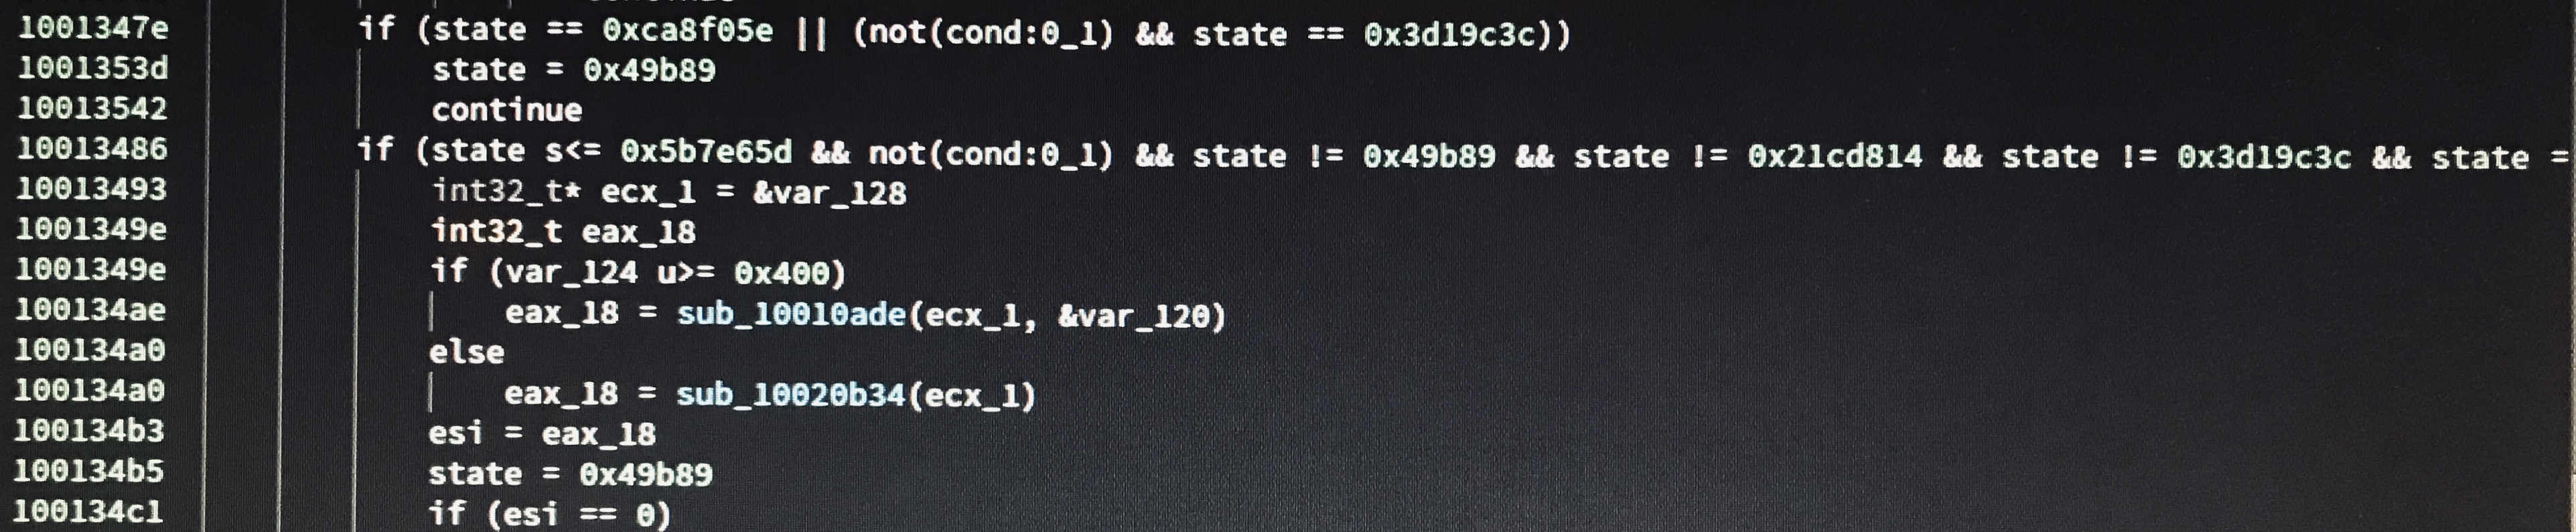 1001347e if (state == 0xca8f05e || (not(cond:0_1) && state == 0x3d19c3c))
1001353d state = 0x49b89
10013542 continue
10013486 if (state s<= 0x5b7e65d && not(cond:0_1) && state != 0x49b89 && state != 0x21cd814 && state != 0x3d19c3c && state =
10013493 int32_t* ecx_1 = &var_128
1001349e int32_t eax_18
1001349e if (var_124 u>= 0x400)
100134ae eax_18 = sub_10010ade(ecx_1, &var_120)
100134a0 else
100134a0 eax_18 = sub_10020b34(ecx_1)
100134b3 esi = eax_18
100134b5 state = 0x49b89
100134c1 if (esi == 0)